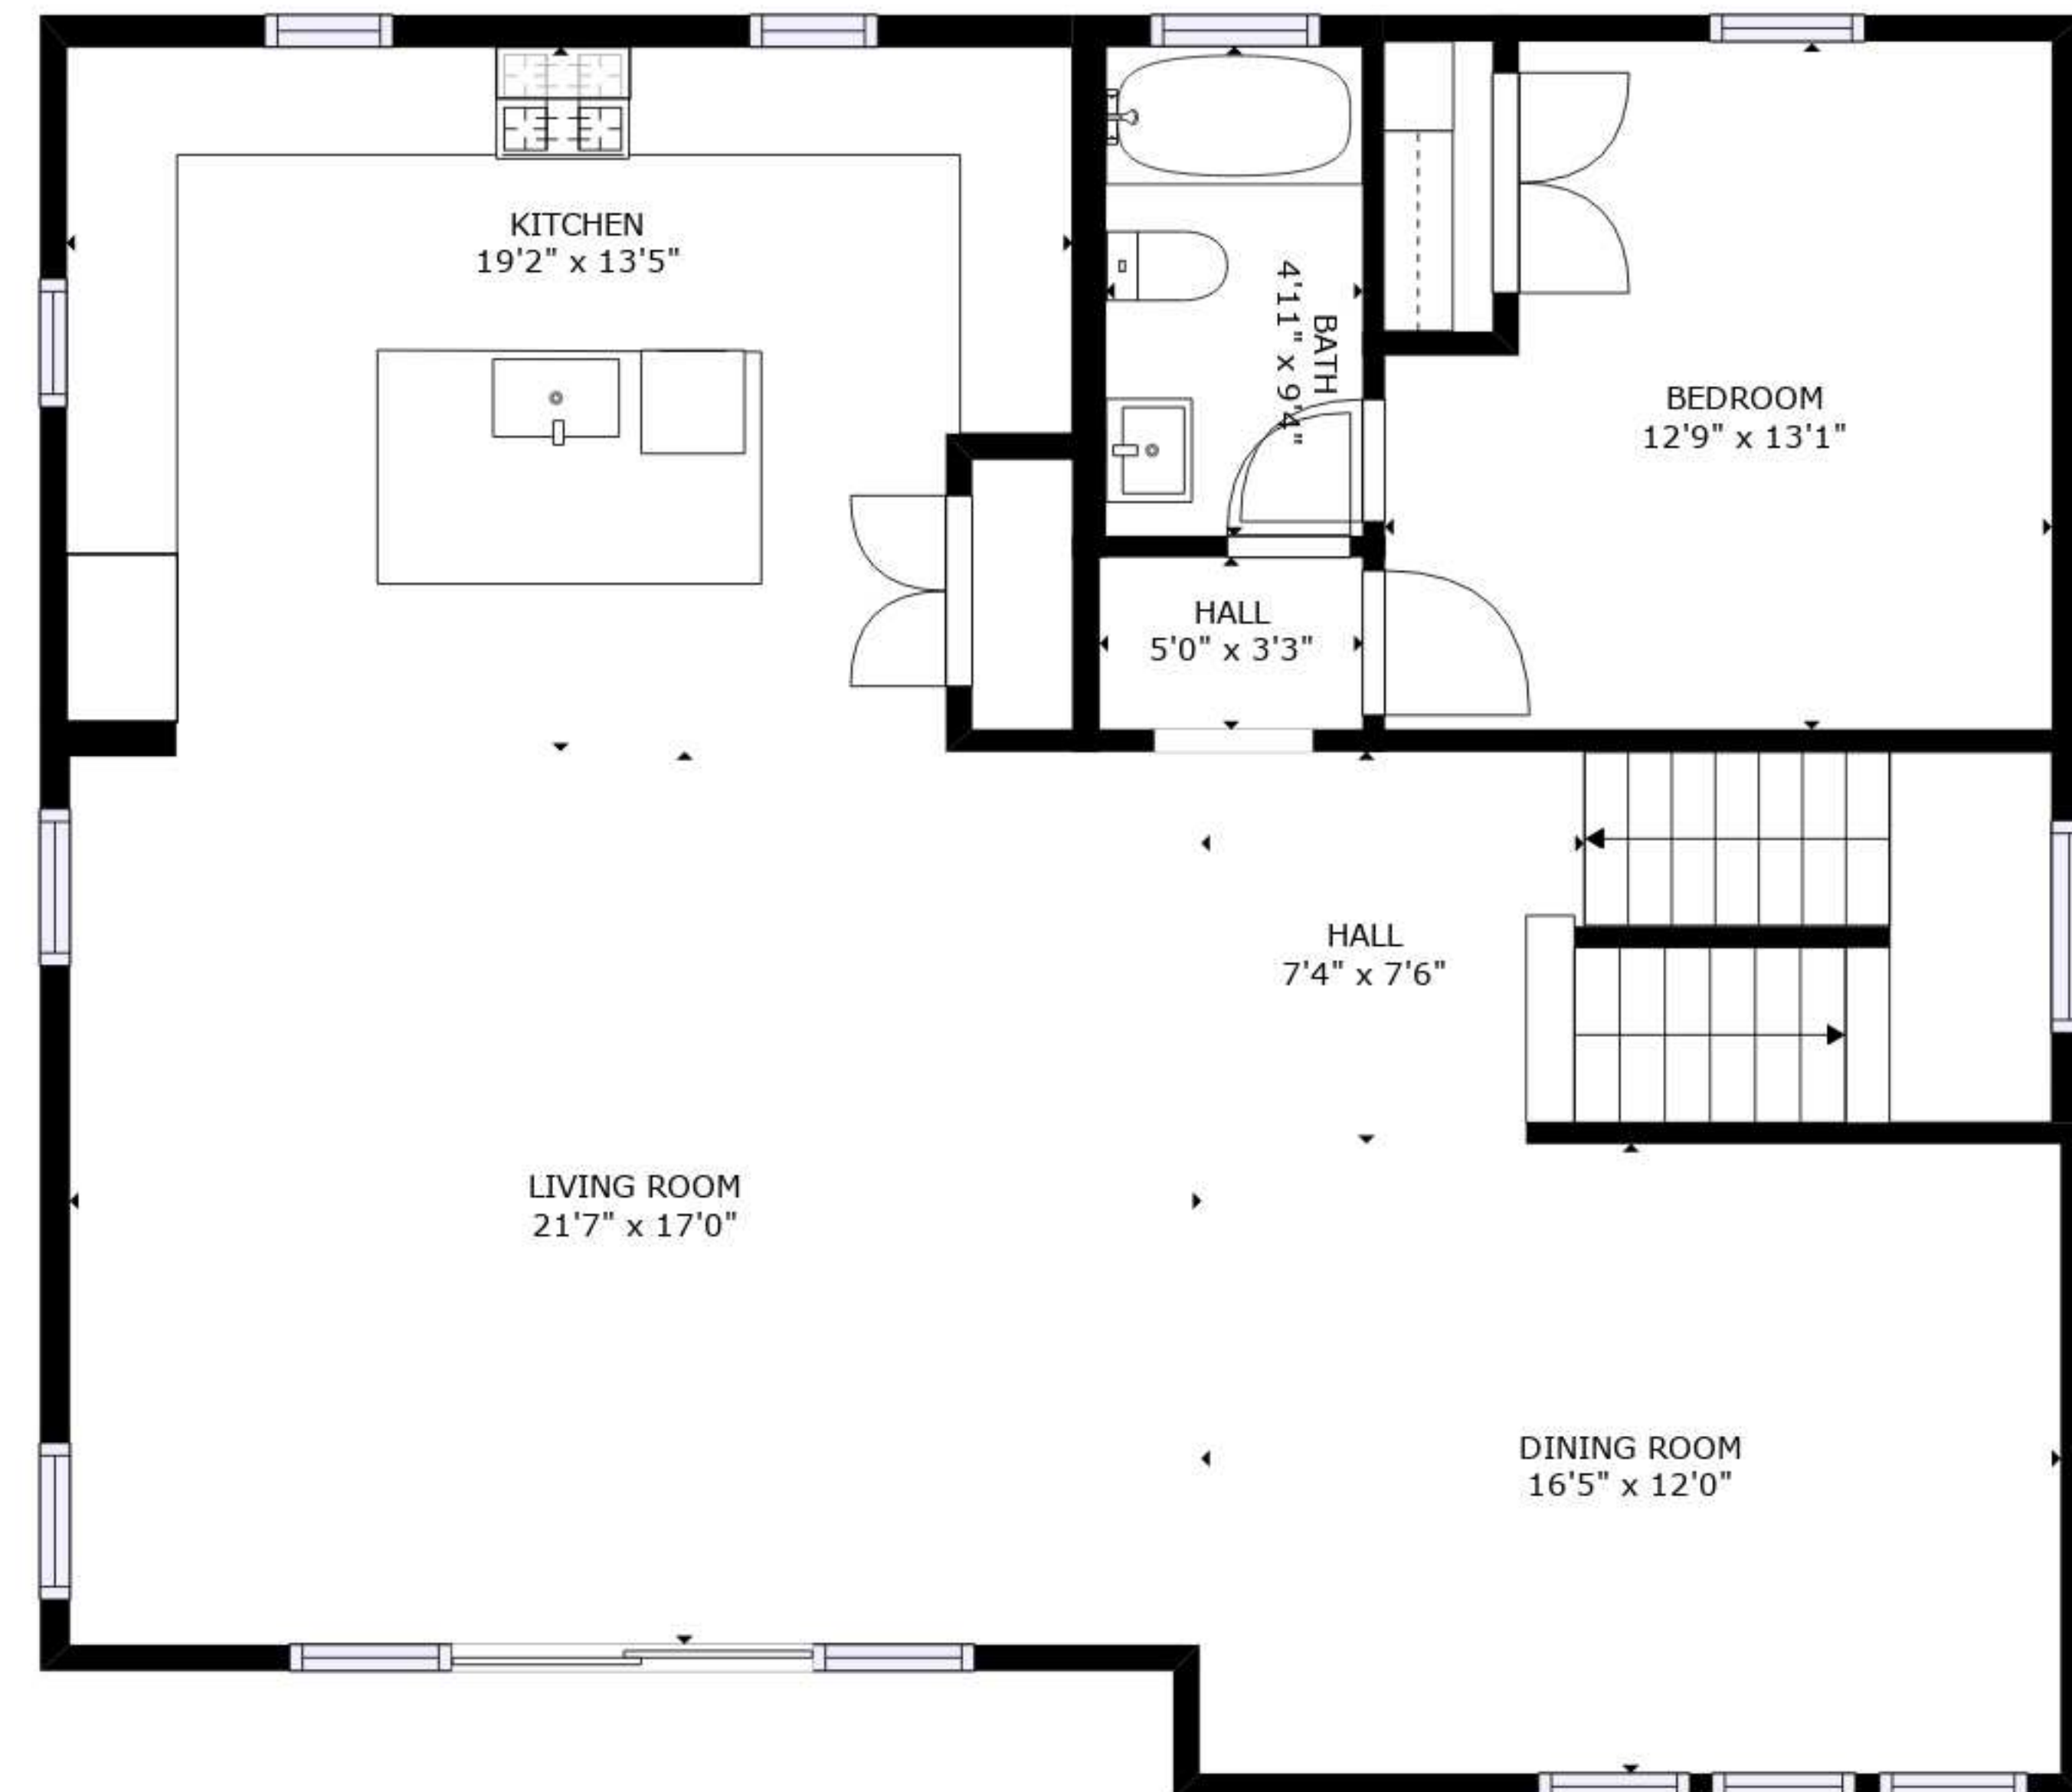 KITCHEN
19'2" x 13'5"
BATH
4'11" x 9'4"
BEDROOM
12'9" x 13'1"
HALL
5'0" x 3'3"
HALL
7'4" x 7'6"
LIVING ROOM
21'7" x 17'0"
DINING ROOM
16'5" x 12'0"